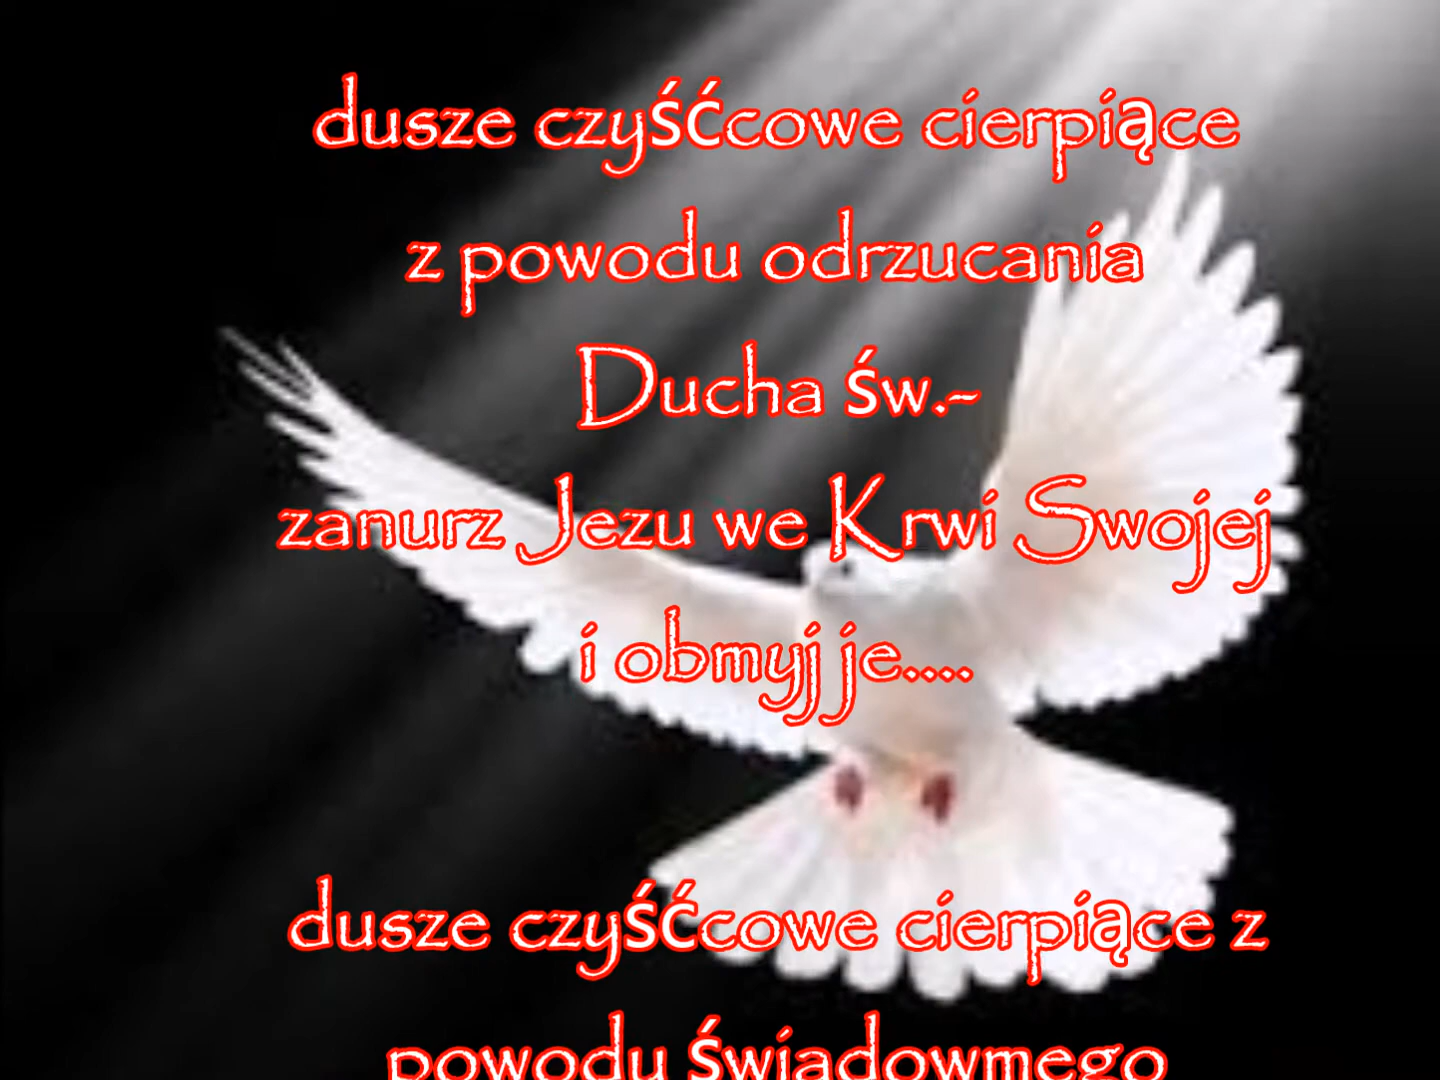 dusze czyśćcowe cierpiące
z powodu odrzucania
Ducha św.-
zanurz Jezu we Krwi Swojej
i obmyj je....
dusze czyśćcowe cierpiące z
powodu świadowmego